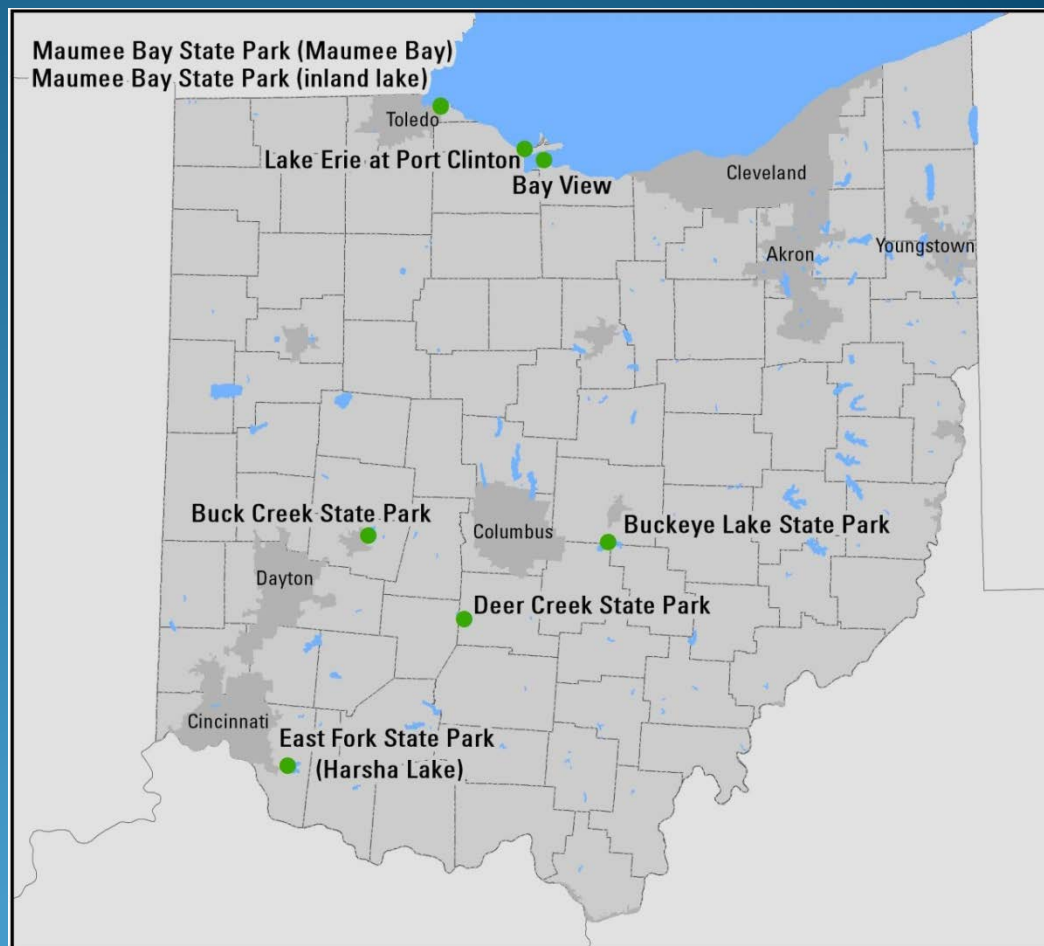 Maumee Bay State Park (Maumee Bay)
Maumee Bay State Park (inland lake)
Toledo
Lake Erie at Port Clinton
Bay View
Cleveland
Akron
Youngstown
Buck Creek State Park
Columbus
Buckeye Lake State Park
Dayton
Deer Creek State Park
Cincinnati
East Fork State Park
(Harsha Lake)